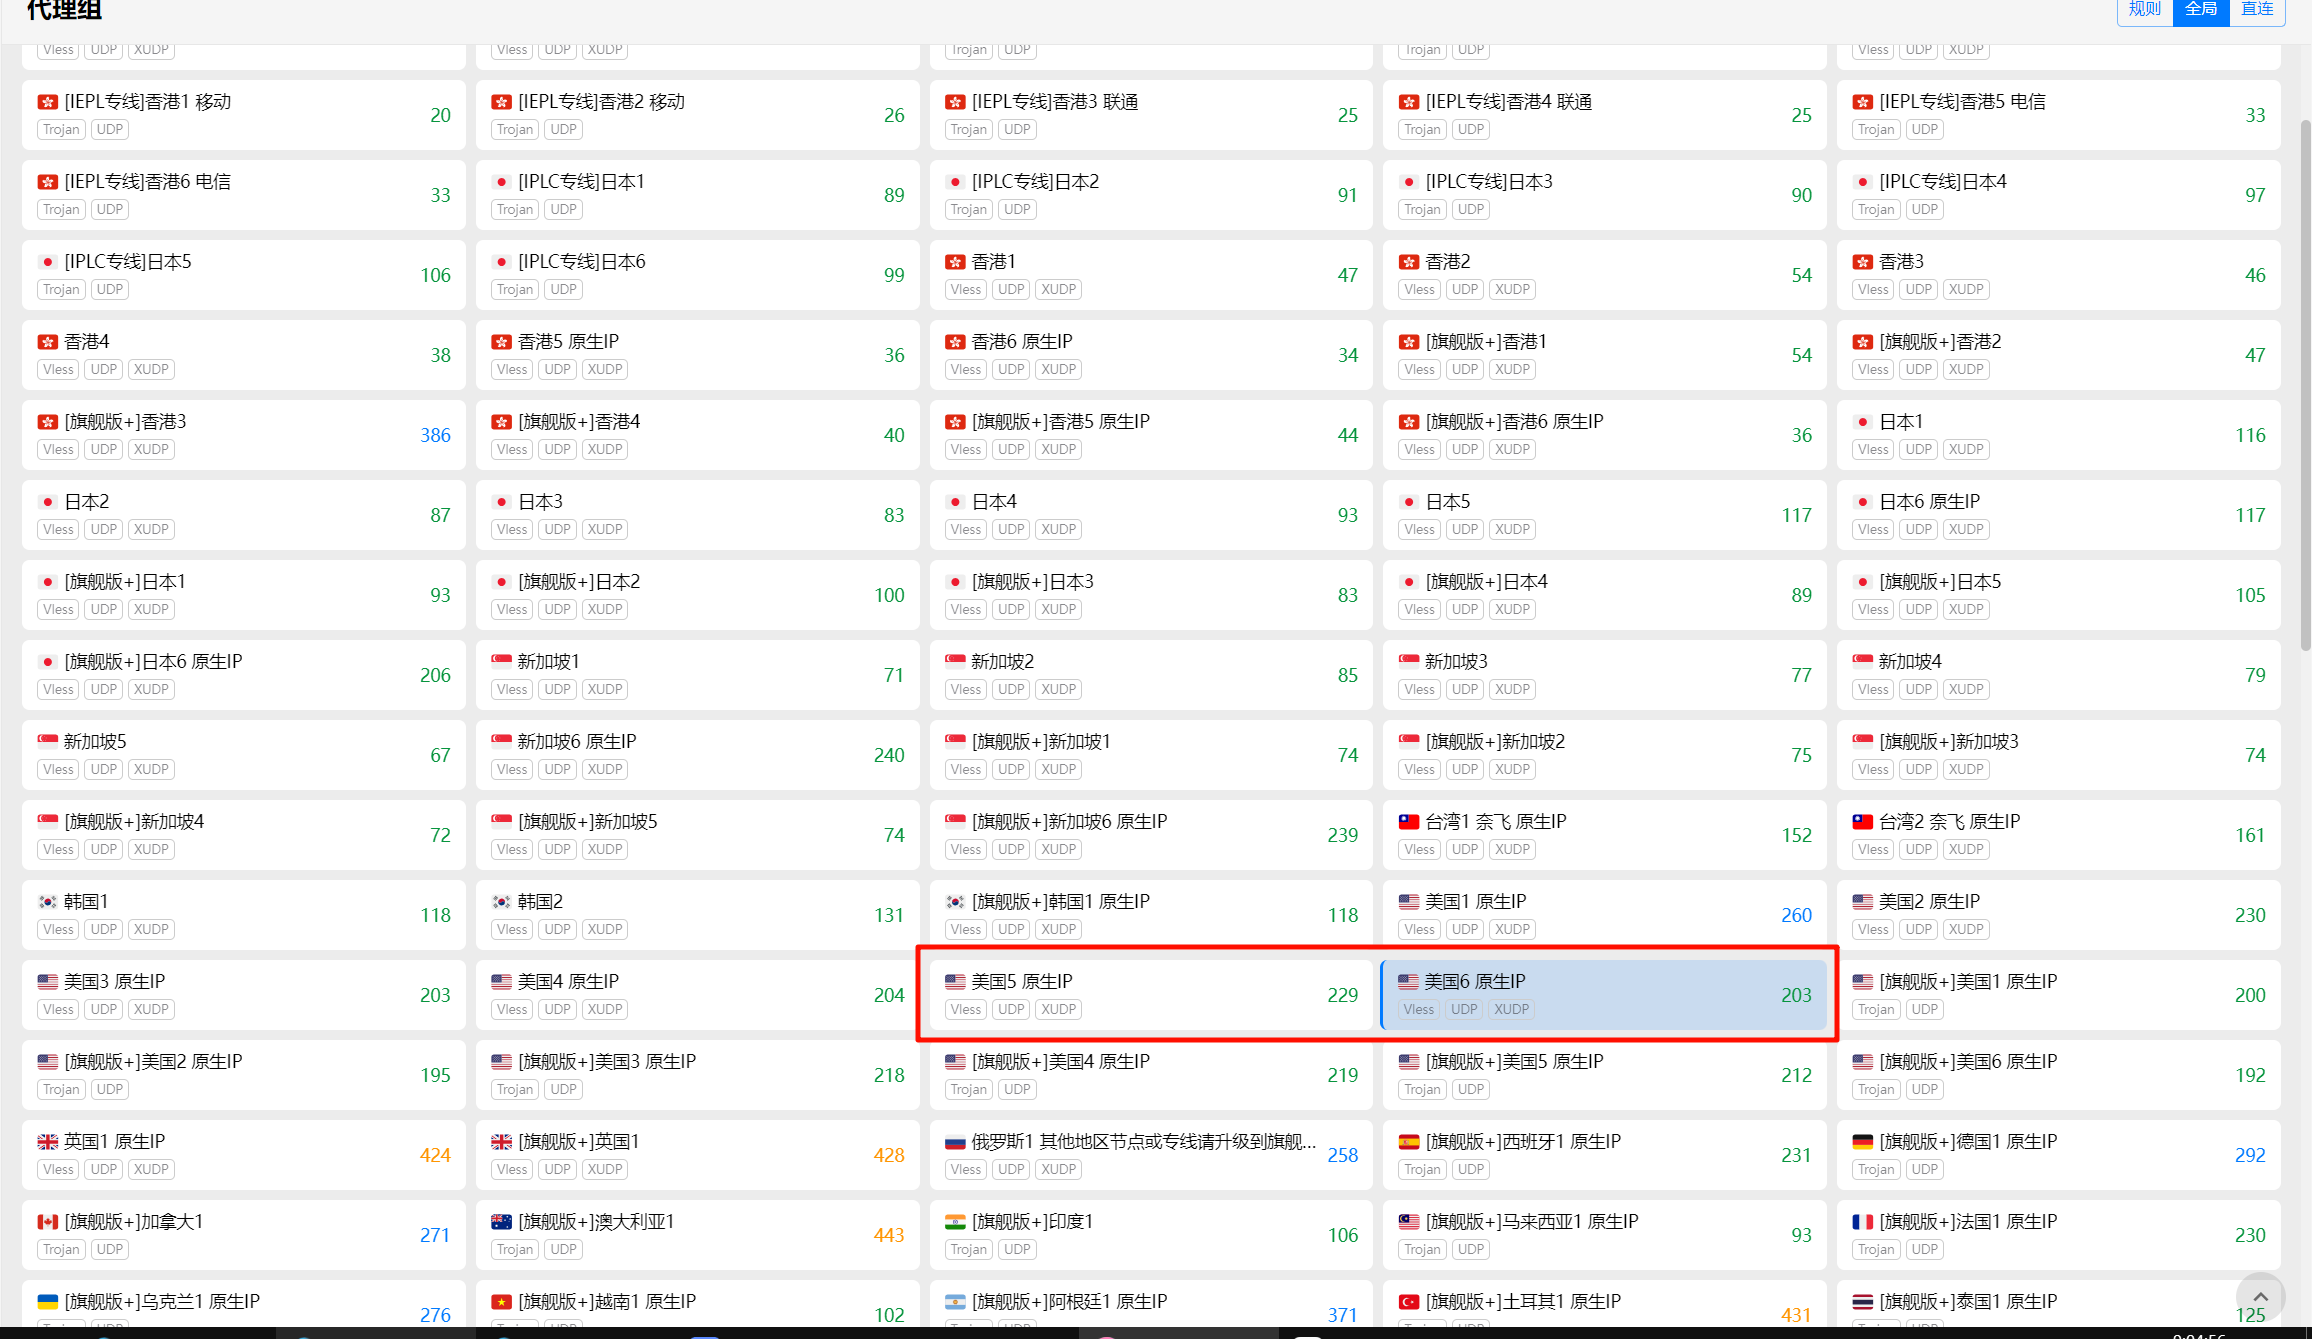 代理组
规则 全局 直连
Vless UDP XUDP
Vless UDP XUDP
Trojan UDP
Trojan UDP
Vless UDP XUDP
[IEPL专线]香港1 移动
Trojan UDP
20
[IEPL专线]香港2 移动
Trojan UDP
26
[IEPL专线]香港3 联通
Trojan UDP
25
[IEPL专线]香港4 联通
Trojan UDP
25
[IEPL专线]香港5 电信
Trojan UDP
33
[IEPL专线]香港6 电信
Trojan UDP
33
[IPLC专线]日本1
Trojan UDP
89
[IPLC专线]日本2
Trojan UDP
91
[IPLC专线]日本3
Trojan UDP
90
[IPLC专线]日本4
Trojan UDP
97
[IPLC专线]日本5
Trojan UDP
106
[IPLC专线]日本6
Trojan UDP
99
香港1
Vless UDP XUDP
47
香港2
Vless UDP XUDP
54
香港3
Vless UDP XUDP
46
香港4
Vless UDP XUDP
38
香港5 原生IP
Vless UDP XUDP
36
香港6 原生IP
Vless UDP XUDP
34
[旗舰版+]香港1
Vless UDP XUDP
54
[旗舰版+]香港2
Vless UDP XUDP
47
[旗舰版+]香港3
Vless UDP XUDP
386
[旗舰版+]香港4
Vless UDP XUDP
40
[旗舰版+]香港5 原生IP
Vless UDP XUDP
44
[旗舰版+]香港6 原生IP
Vless UDP XUDP
36
日本1
Vless UDP XUDP
116
日本2
Vless UDP XUDP
87
日本3
Vless UDP XUDP
83
日本4
Vless UDP XUDP
93
日本5
Vless UDP XUDP
117
日本6 原生IP
Vless UDP XUDP
117
[旗舰版+]日本1
Vless UDP XUDP
93
[旗舰版+]日本2
Vless UDP XUDP
100
[旗舰版+]日本3
Vless UDP XUDP
83
[旗舰版+]日本4
Vless UDP XUDP
89
[旗舰版+]日本5
Vless UDP XUDP
105
[旗舰版+]日本6 原生IP
Vless UDP XUDP
206
新加坡1
Vless UDP XUDP
71
新加坡2
Vless UDP XUDP
85
新加坡3
Vless UDP XUDP
77
新加坡4
Vless UDP XUDP
79
新加坡5
Vless UDP XUDP
67
新加坡6 原生IP
Vless UDP XUDP
240
[旗舰版+]新加坡1
Vless UDP XUDP
74
[旗舰版+]新加坡2
Vless UDP XUDP
75
[旗舰版+]新加坡3
Vless UDP XUDP
74
[旗舰版+]新加坡4
Vless UDP XUDP
72
[旗舰版+]新加坡5
Vless UDP XUDP
74
[旗舰版+]新加坡6 原生IP
Vless UDP XUDP
239
台湾1 奈飞 原生IP
Vless UDP XUDP
152
台湾2 奈飞 原生IP
Vless UDP XUDP
161
韩国1
Vless UDP XUDP
118
韩国2
Vless UDP XUDP
131
[旗舰版+]韩国1 原生IP
Vless UDP XUDP
118
美国1 原生IP
Vless UDP XUDP
260
美国2 原生IP
Vless UDP XUDP
230
美国3 原生IP
Vless UDP XUDP
203
美国4 原生IP
Vless UDP XUDP
204
美国5 原生IP
Vless UDP XUDP
229
美国6 原生IP
Vless UDP XUDP
203
[旗舰版+]美国1 原生IP
Trojan UDP
200
[旗舰版+]美国2 原生IP
Trojan UDP
195
[旗舰版+]美国3 原生IP
Trojan UDP
218
[旗舰版+]美国4 原生IP
Trojan UDP
219
[旗舰版+]美国5 原生IP
Trojan UDP
212
[旗舰版+]美国6 原生IP
Trojan UDP
192
英国1 原生IP
Vless UDP XUDP
424
[旗舰版+]英国1
Vless UDP XUDP
428
俄罗斯1 其他地区节点或专线请升级到旗舰...
Vless UDP XUDP
258
[旗舰版+]西班牙1 原生IP
Trojan UDP
231
[旗舰版+]德国1 原生IP
Trojan UDP
292
[旗舰版+]加拿大1
Trojan UDP
271
[旗舰版+]澳大利亚1
Trojan UDP
443
[旗舰版+]印度1
Trojan UDP
106
[旗舰版+]马来西亚1 原生IP
Trojan UDP
93
[旗舰版+]法国1 原生IP
Trojan UDP
230
[旗舰版+]乌克兰1 原生IP
276
[旗舰版+]越南1 原生IP
102
[旗舰版+]阿根廷1 原生IP
371
[旗舰版+]土耳其1 原生IP
431
[旗舰版+]泰国1 原生IP
125